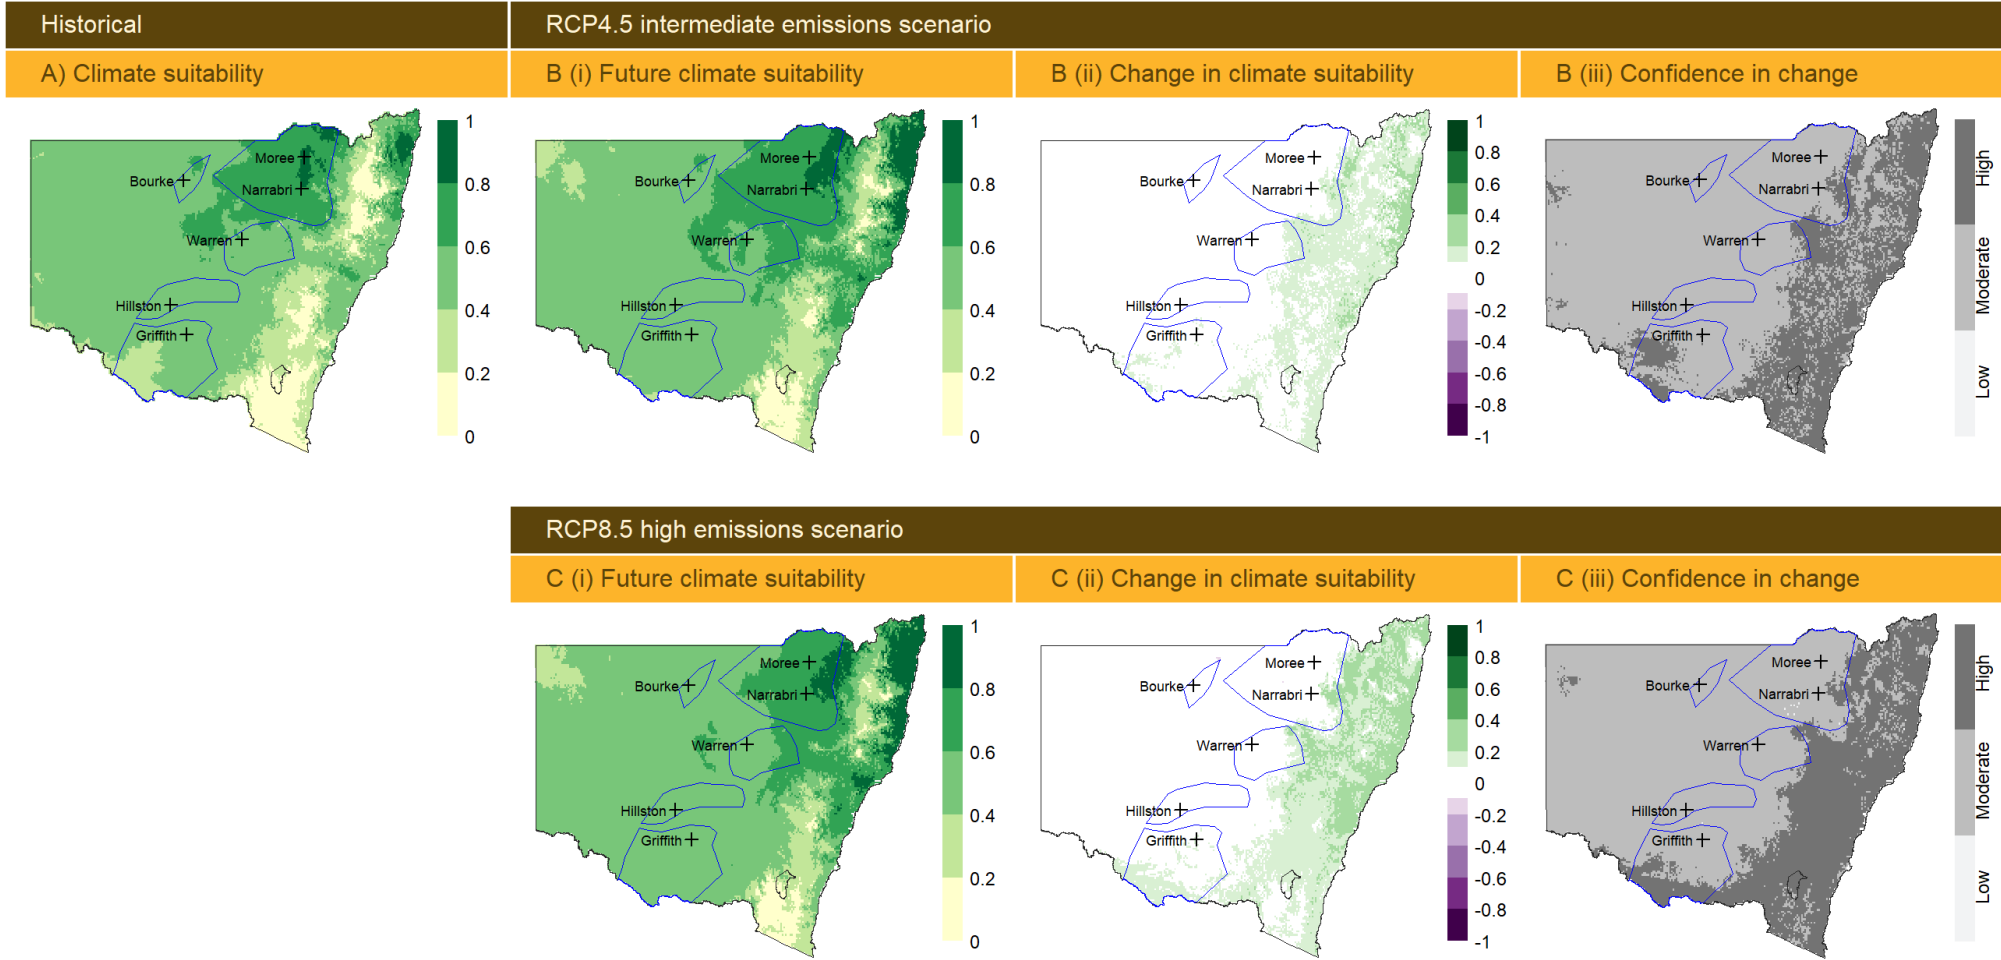 Historical
RCP4.5 intermediate emissions scenario
A) Climate suitability
B (i) Future climate suitability
B (ii) Change in climate suitability
B (iii) Confidence in change
Moree
Bourke
Narrabri
Warren
Hillston
Griffith
1
0.8
0.6
0.4
0.2
0
Moree
Bourke
Narrabri
Warren
Hillston
Griffith
1
0.8
0.6
0.4
0.2
0
Moree
Bourke
Narrabri
Warren
Hillston
Griffith
1
0.8
0.6
0.4
0.2
0
-0.2
-0.4
-0.6
-0.8
-1
Moree
Bourke
Narrabri
Warren
Hillston
Griffith
High
Moderate
Low
RCP8.5 high emissions scenario
C (i) Future climate suitability
C (ii) Change in climate suitability
C (iii) Confidence in change
Moree
Bourke
Narrabri
Warren
Hillston
Griffith
1
0.8
0.6
0.4
0.2
0
Moree
Bourke
Narrabri
Warren
Hillston
Griffith
1
0.8
0.6
0.4
0.2
0
-0.2
-0.4
-0.6
-0.8
-1
Moree
Bourke
Narrabri
Warren
Hillston
Griffith
High
Moderate
Low